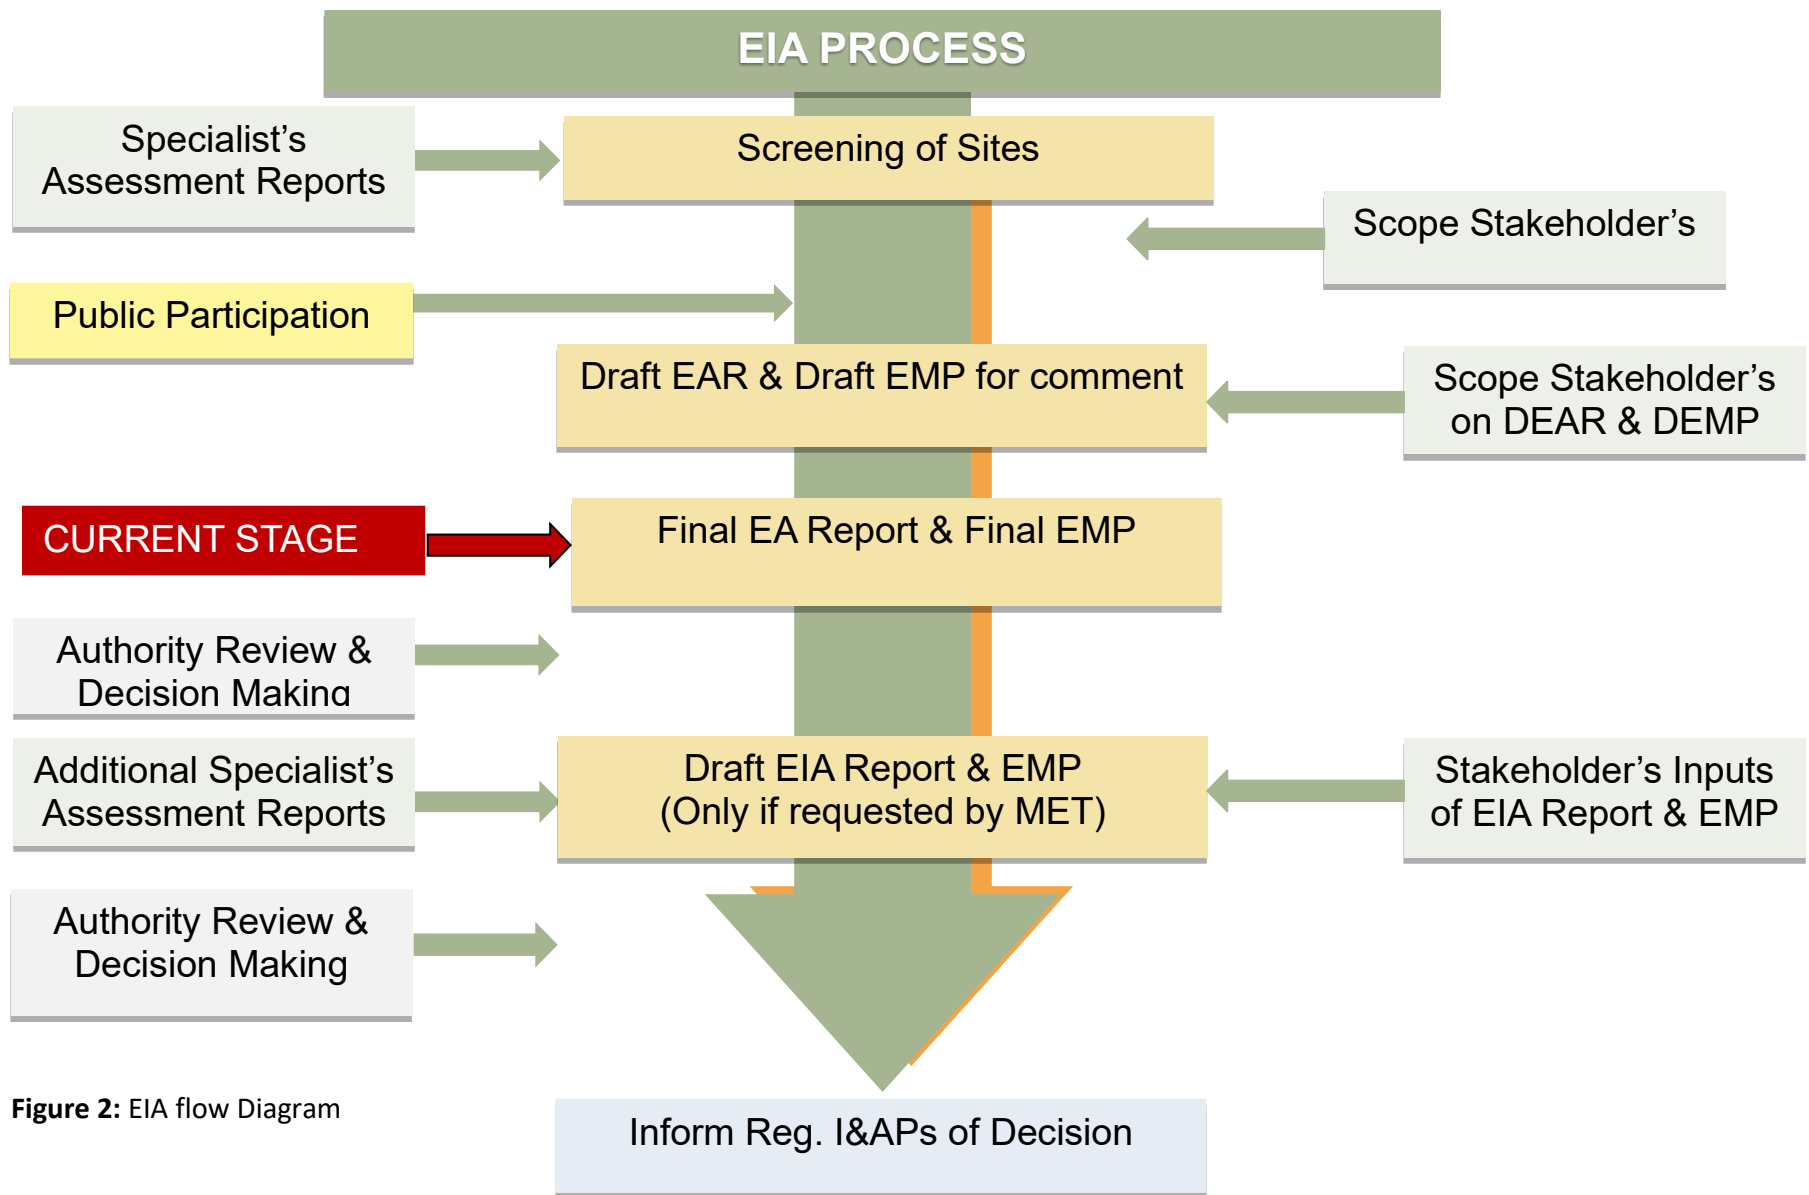 EIA PROCESS
Specialist's
Assessment Reports
Screening of Sites
Scope Stakeholder's
Public Participation
Draft EAR & Draft EMP for comment
Scope Stakeholder's
on DEAR & DEMP
CURRENT STAGE
Final EA Report & Final EMP
Authority Review &
Decision Making
Additional Specialist's
Assessment Reports
Draft EIA Report & EMP
(Only if requested by MET)
Stakeholder's Inputs
of EIA Report & EMP
Authority Review &
Decision Making
Figure 2: EIA flow Diagram
Inform Reg. I&APs of Decision